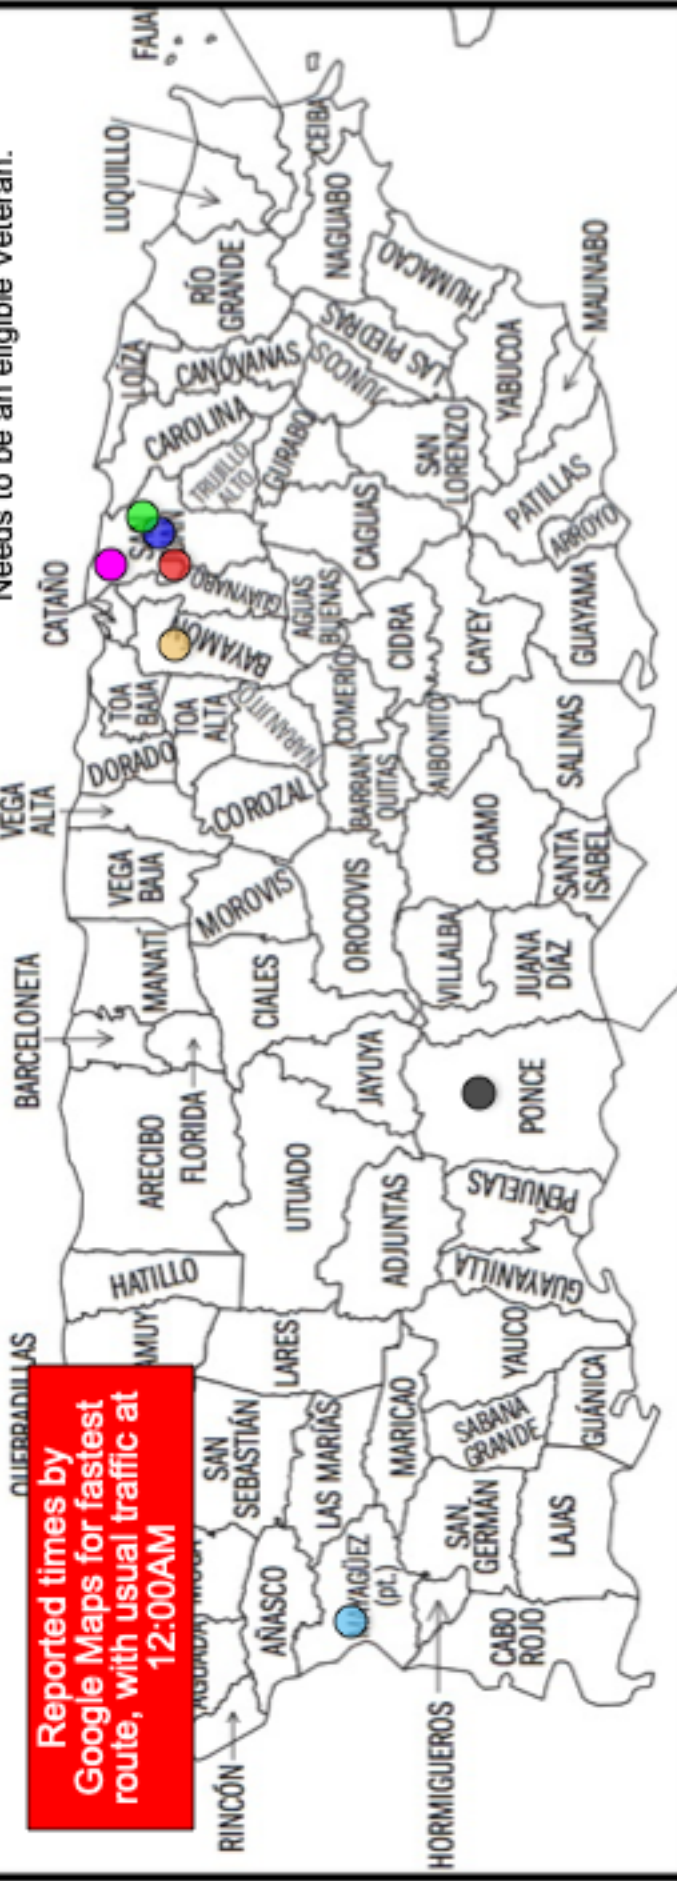 Needs to be an eligible veteran.
Reported times by
Google Maps for fastest
route, with usual traffic at
12:00AM
QUEBRADILLAS
BARCELONETA
VEGA
ALTA
CATAÑO
LUQUILLO
RINCÓN
AÑASCO
SAN
SEBASTIÁN
HATILLO
ARECIBO
FLORIDA
MANATÍ
VEGA
BAJA
DORADO
TOA
BAJA
TOA
ALTA
BAYAMÓN
GUAYNABO
CAROLINA
TRUJILLO
ALTO
LOÍZA
CANOVANAS
RÍO
GRANDE
CEIBA
HORMIGUEROS
(pt.)
LAS MARÍAS
LARES
UTUADO
CIALES
MOROVIS
COROZAL
NARANJITO
OROCOVIS
BARRAN
QUITAS
COMERÍO
AGUAS
BUENAS
GURABO
JUNCOS
LAS PIEDRAS
NAGUABO
HUMACAO
MARICAO
ADJUNTAS
JAYUYA
VILLALBA
COAMO
AIBONITO
CIDRA
CAYEY
CAGUAS
SAN
LORENZO
YABUCOA
MAUNABO
CABO
ROJO
SAN
GERMÁN
LAJAS
SABANA
GRANDE
GUÁNICA
YAUCO
GUAYANILLA
PEÑUELAS
PONCE
JUANA
DÍAZ
SANTA
ISABEL
SALINAS
GUAYAMA
ARROYO
PATILLAS